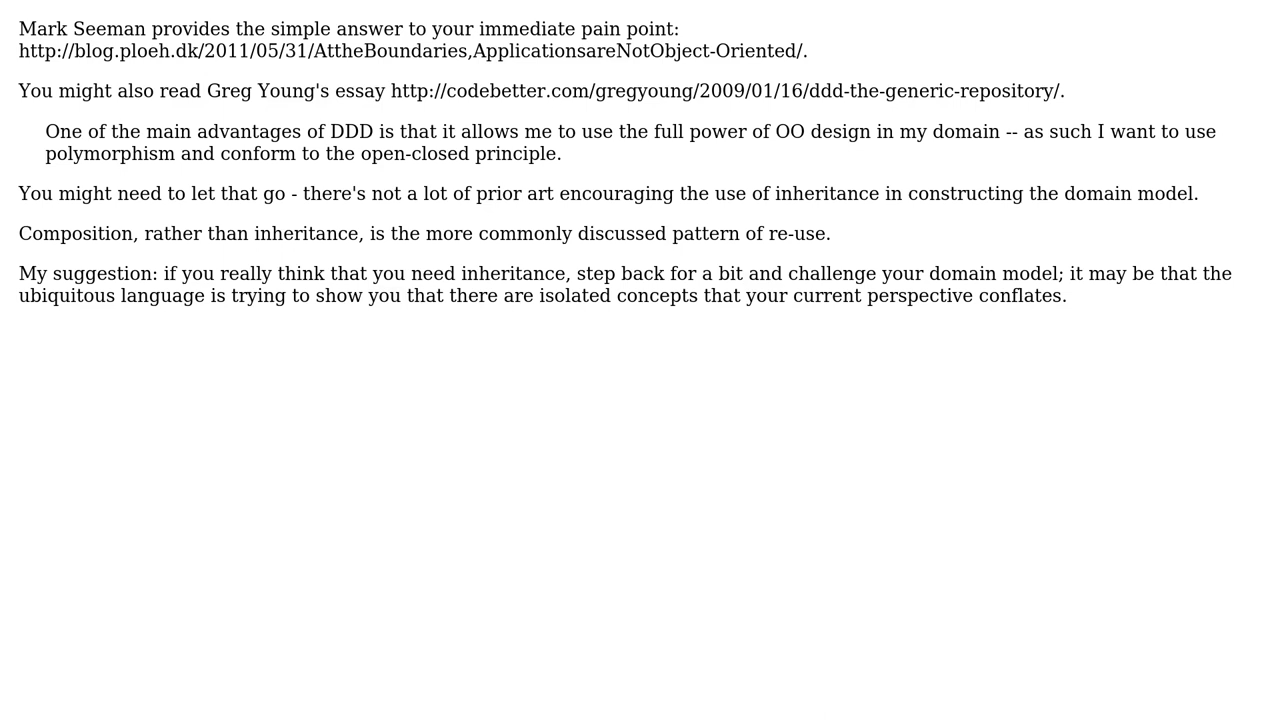 Mark Seeman provides the simple answer to your immediate pain point:
http://blog.ploeh.dk/2011/05/31/AttheBoundaries,ApplicationsareNotObject-Oriented/.
You might also read Greg Young's essay http://codebetter.com/gregyoung/2009/01/16/ddd-the-generic-repository/.
One of the main advantages of DDD is that it allows me to use the full power of OO design in my domain -- as such I want to use
polymorphism and conform to the open-closed principle.
You might need to let that go - there's not a lot of prior art encouraging the use of inheritance in constructing the domain model.
Composition, rather than inheritance, is the more commonly discussed pattern of re-use.
My suggestion: if you really think that you need inheritance, step back for a bit and challenge your domain model; it may be that the
ubiquitous language is trying to show you that there are isolated concepts that your current perspective conflates.